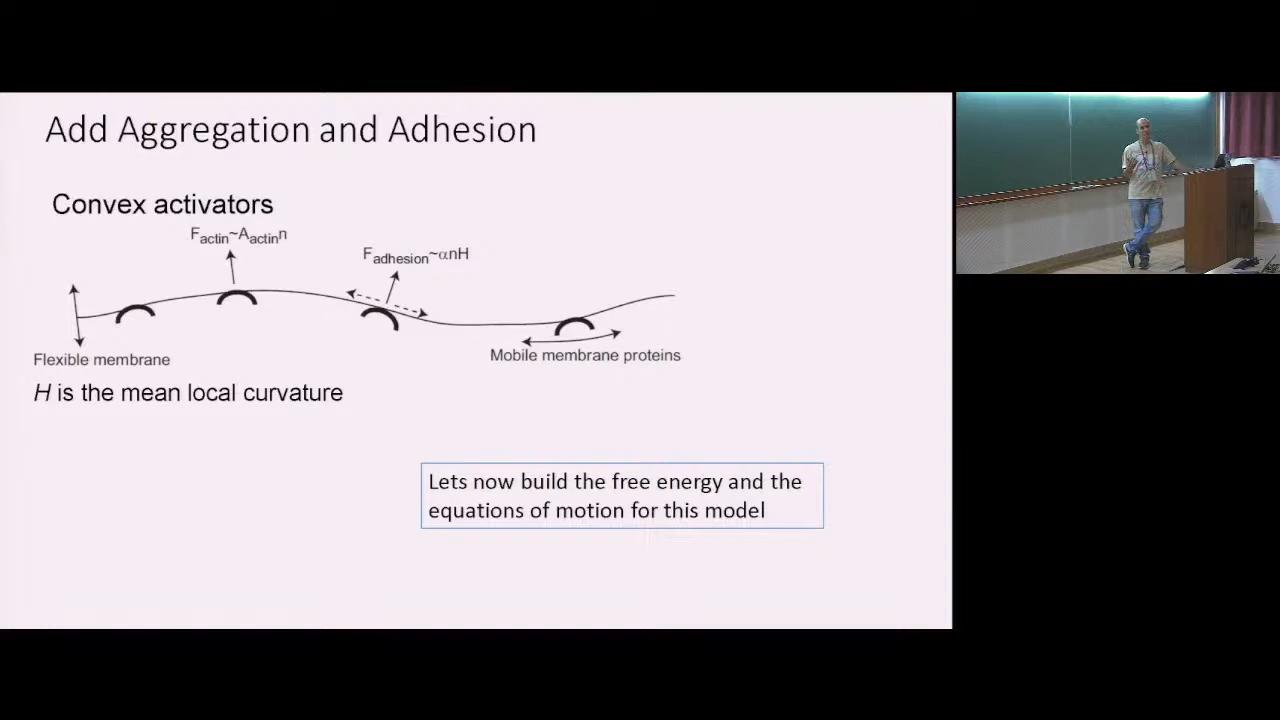 Add Aggregation and Adhesion
Convex activators
Factin~Aactinn
Fadhesion~αnH
Flexible membrane
Mobile membrane proteins
H is the mean local curvature
Lets now build the free energy and the
equations of motion for this model